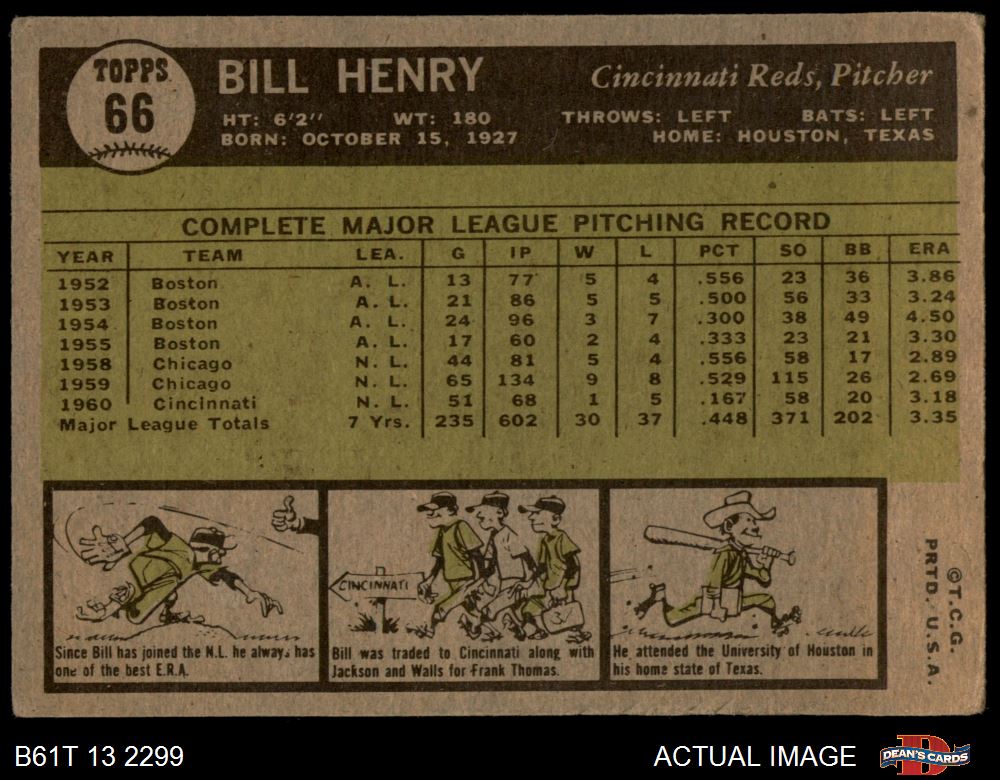 TOPPS
66
BILL HENRY
Cincinnati Reds, Pitcher
HT: 6'2" WT: 180 THROWS: LEFT BATS: LEFT
BORN: OCTOBER 15, 1927 HOME: HOUSTON, TEXAS
COMPLETE MAJOR LEAGUE PITCHING RECORD
YEAR TEAM LEA. G IP W L PCT SO BB ERA
1952 Boston A. L. 13 77 5 4 .556 23 36 3.86
1953 Boston A. L. 21 86 5 5 .500 56 33 3.24
1954 Boston A. L. 24 96 3 7 .300 38 49 4.50
1955 Boston A. L. 17 60 2 4 .333 23 21 3.30
1958 Chicago N. L. 44 81 5 4 .556 58 17 2.89
1959 Chicago N. L. 65 134 9 8 .529 115 26 2.69
1960 Cincinnati N. L. 51 68 1 5 .167 58 20 3.18
Major League Totals 7 Yrs. 235 602 30 37 .448 371 202 3.35
CINCINNATI
Since Bill has joined the N.L. he always has
one of the best E.R.A.
Bill was traded to Cincinnati along with
Jackson and Walls for Frank Thomas.
He attended the University of Houston in
his home state of Texas.
©T.C.G.
PRTD. U.S.A.
B61T 13 2299
ACTUAL IMAGE
DEAN'S CARDS